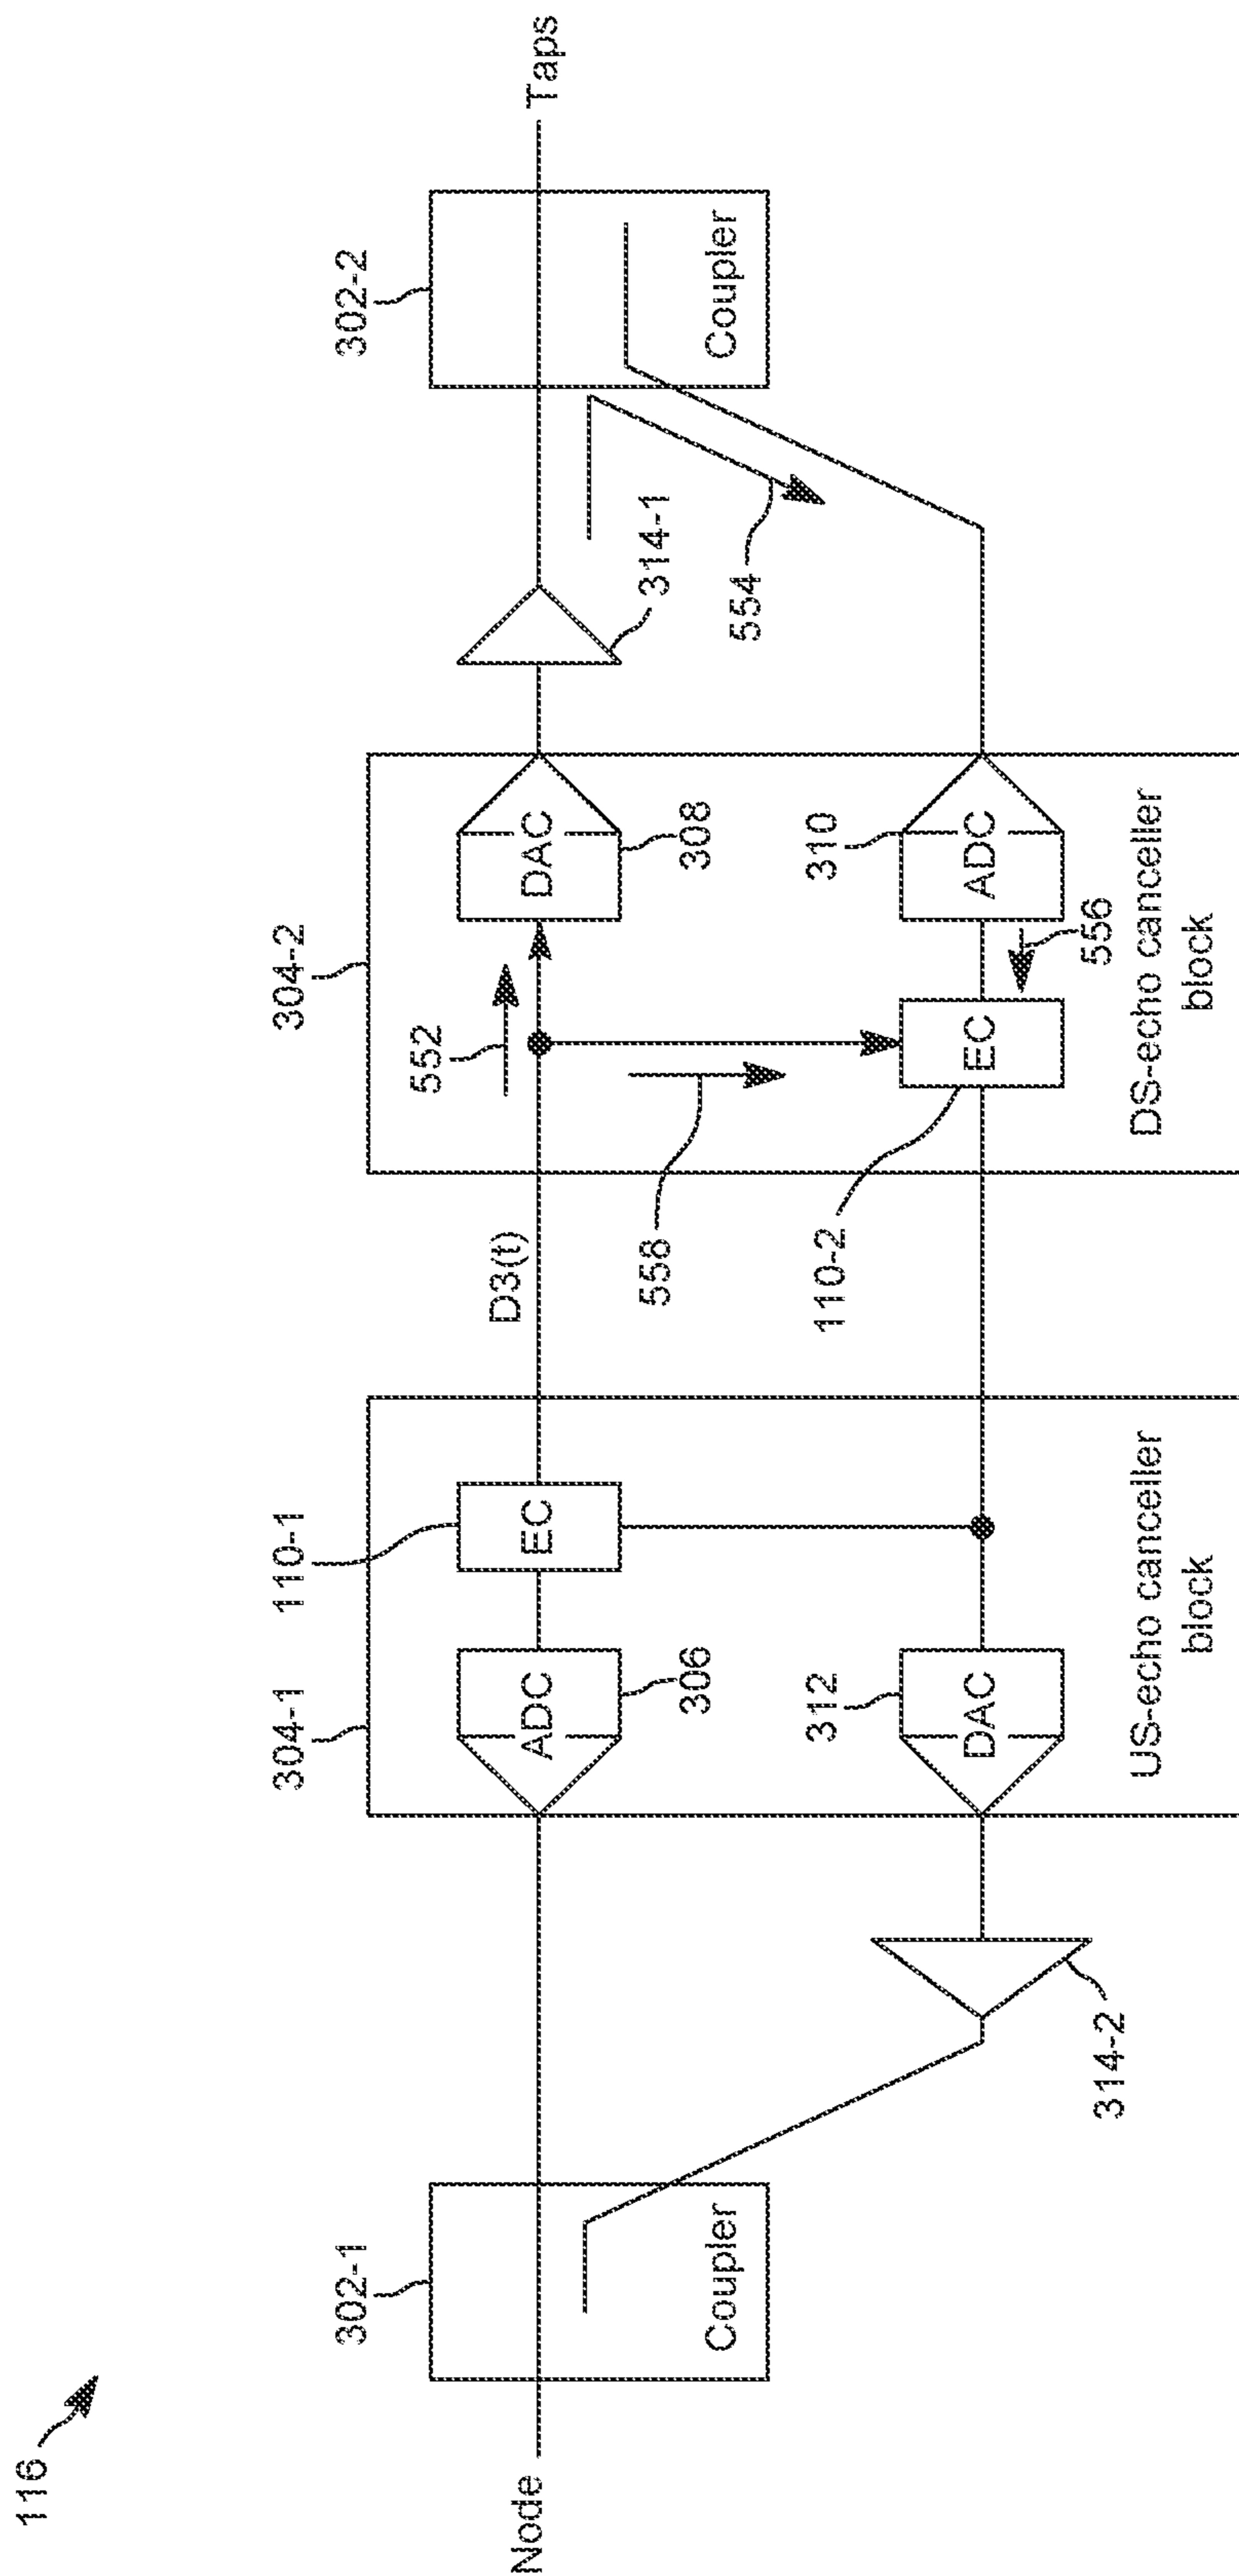 116
Node
302-1
Coupler
314-2
304-1
ADC
306
110-1
EC
312
DAC
US-echo canceller
block
D3(t)
304-2
552
DAC
308
558
110-2
EC
310
ADC
556
DS-echo canceller
block
314-1
554
302-2
Coupler
Taps